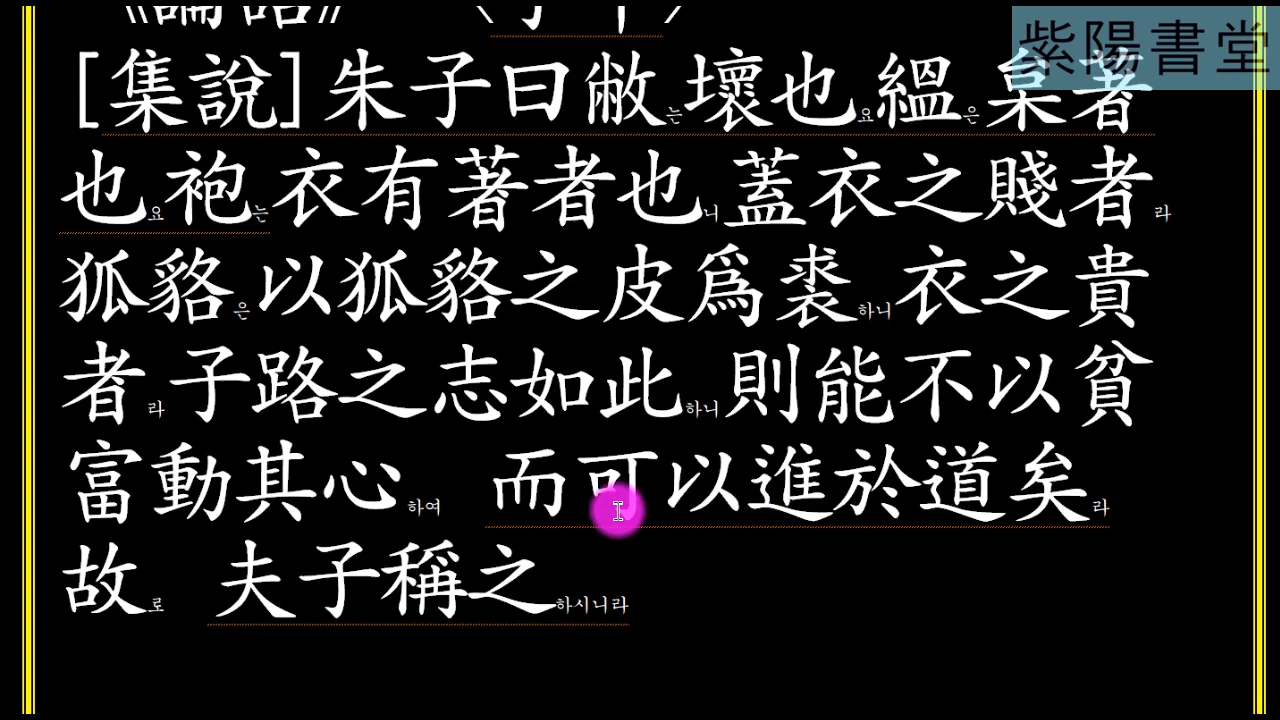 《論語》 〈子罕〉
紫陽書堂
[集說] 朱子曰敝는壞也요縕은枲著
也요袍는衣有著者也니蓋衣之賤者라
狐貉은以狐貉之皮爲裘하니衣之貴
者라子路之志如此하니則能不以貧
富動其心하여 而可以進於道矣라
故로 夫子稱之하시니라